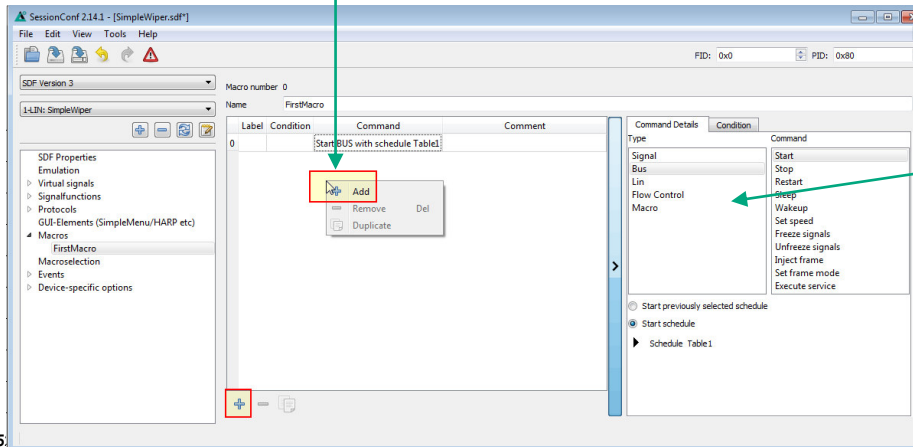 SessionConf 2.14.1 - [SimpleWiper.sdf*]
File Edit View Tools Help
FID: 0x0 PID: 0x80
SDF Version 3
Macro number 0
1-LIN: SimpleWiper
Name FirstMacro
Label Condition Command Comment
0 Start BUS with schedule Table1
SDF Properties
Emulation
Virtual signals
Signalfunctions
Protocols
GUI-Elements (SimpleMenu/HARP etc)
Macros
FirstMacro
Macroselection
Events
Device-specific options
Add
Remove Del
Duplicate
Command Details Condition
Type Command
Signal
Bus
Lin
Flow Control
Macro
Start
Stop
Restart
Sleep
Wakeup
Set speed
Freeze signals
Unfreeze signals
Inject frame
Set frame mode
Execute service
Start previously selected schedule
Start schedule
Schedule Table1